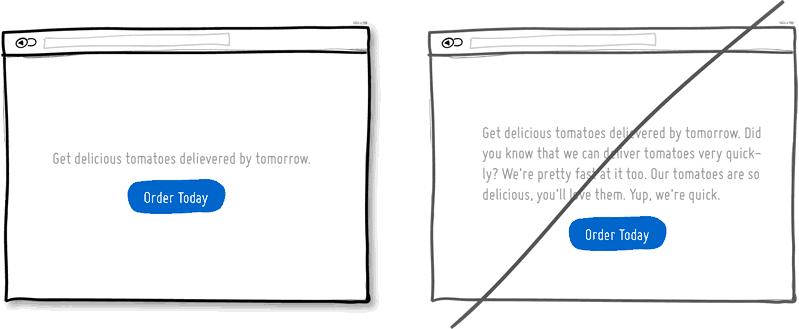 Get delicious tomatoes delievered by tomorrow.
Order Today
Get delicious tomatoes delievered by tomorrow. Did
you know that we can deliver tomatoes very quick-
ly? We're pretty fast at it too. Our tomatoes are so
delicious, you'll love them. Yup, we're quick.
Order Today